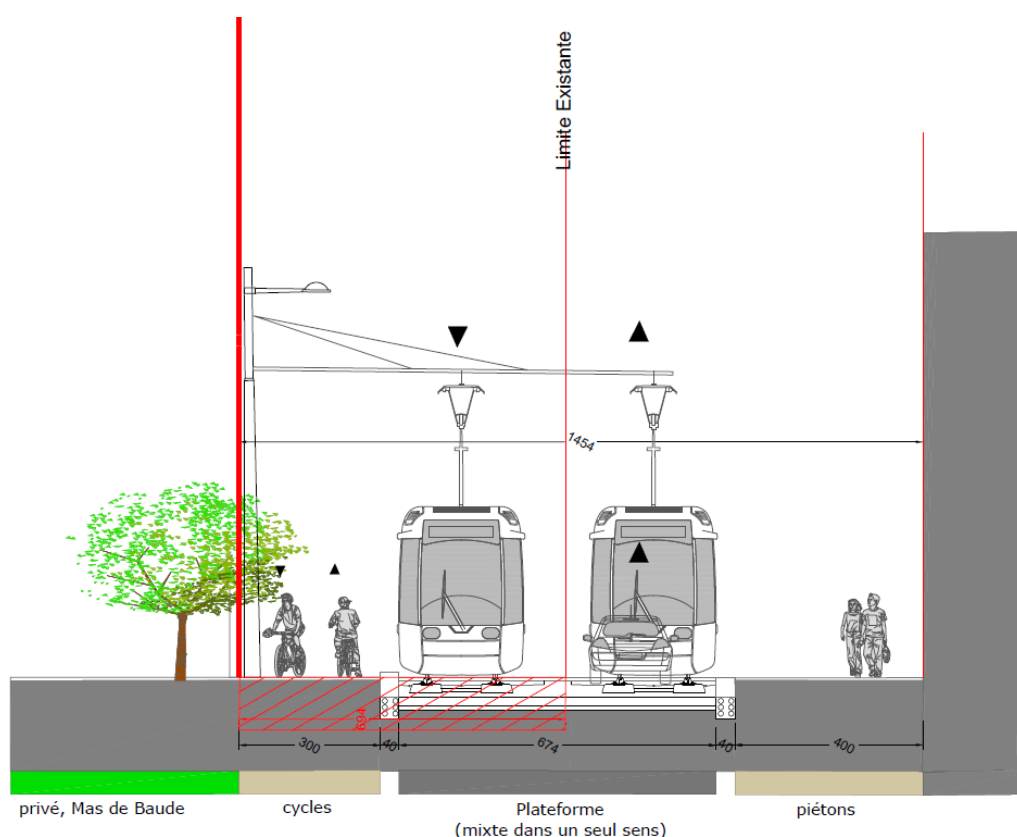 Limite Existante
1454
694
300
40
674
40
400
privé, Mas de Baude
cycles
Plateforme
(mixte dans un seul sens)
piétons